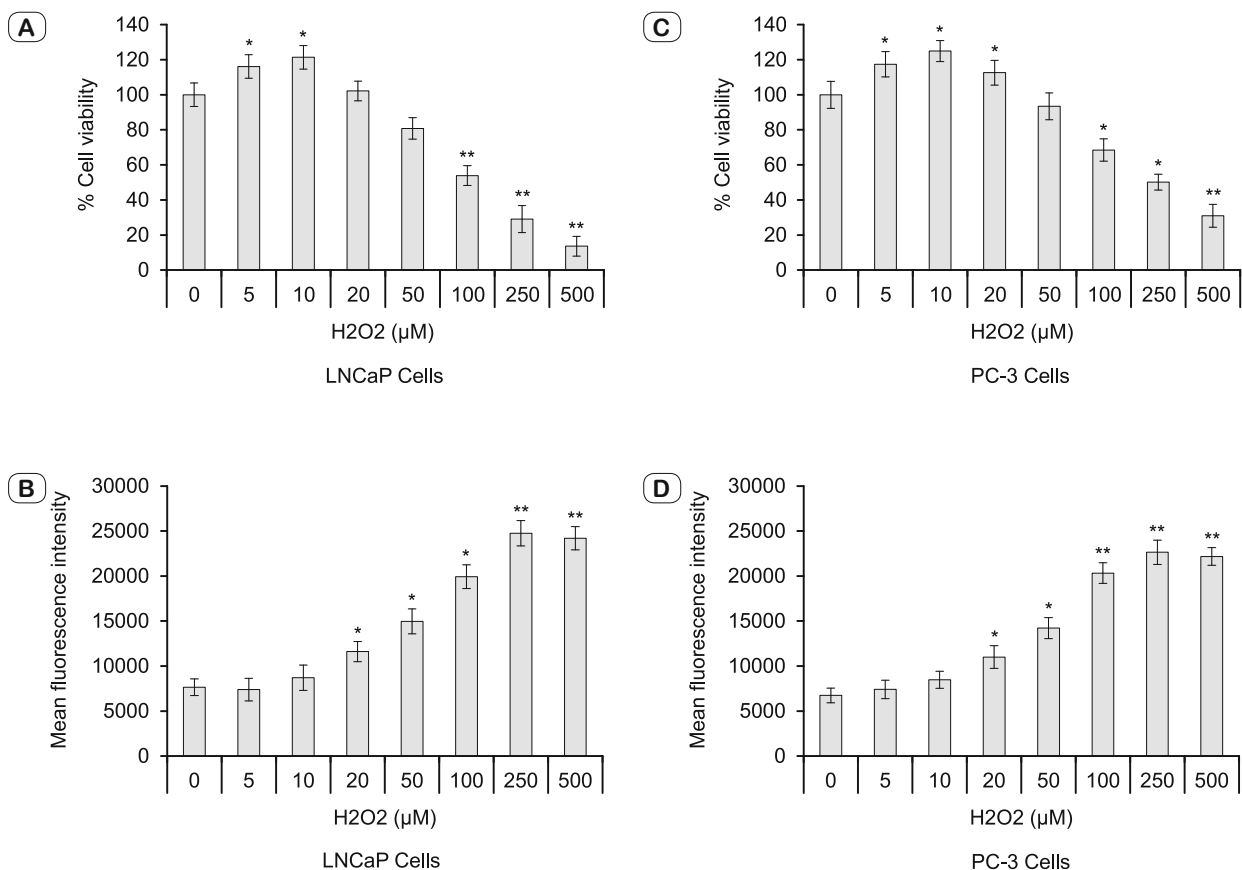 A
% Cell viability
140
120
100
80
60
40
20
0
* * ** ** **
0 5 10 20 50 100 250 500
H2O2 (µM)
LNCaP Cells
C
% Cell viability
140
120
100
80
60
40
20
0
* * * * * **
0 5 10 20 50 100 250 500
H2O2 (µM)
PC-3 Cells
B
Mean fluorescence intensity
30000
25000
20000
15000
10000
5000
0
* * * ** **
0 5 10 20 50 100 250 500
H2O2 (µM)
LNCaP Cells
D
Mean fluorescence intensity
30000
25000
20000
15000
10000
5000
0
* * ** ** **
0 5 10 20 50 100 250 500
H2O2 (µM)
PC-3 Cells